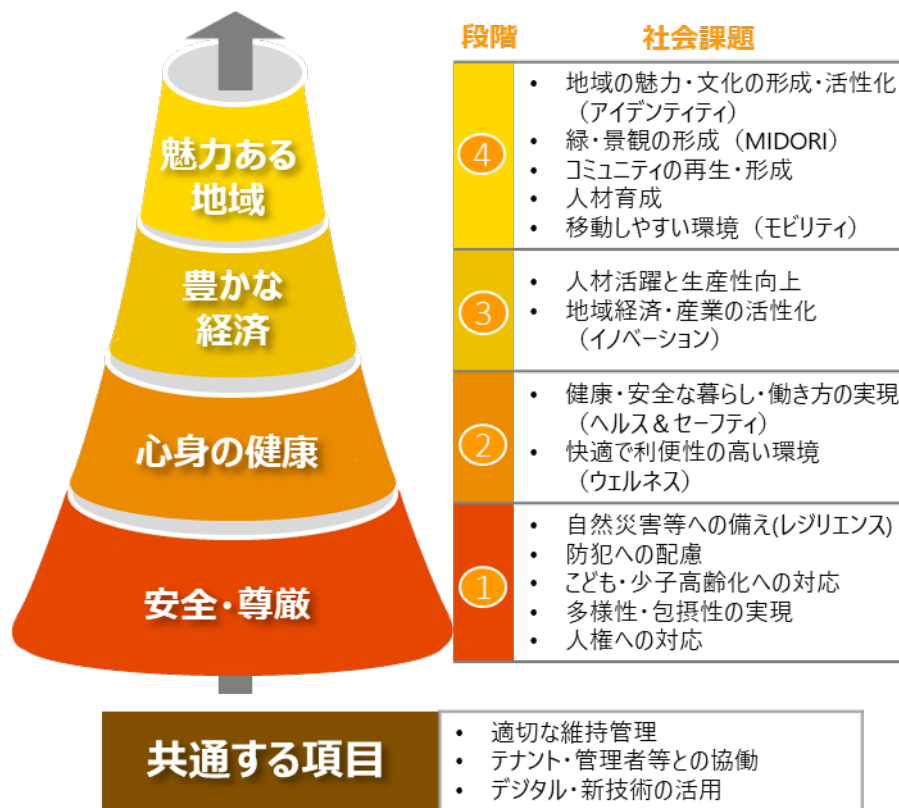 段階 社会課題
魅力ある
地域
④
• 地域の魅力・文化の形成・活性化
（アイデンティティ）
• 緑・景観の形成（MIDORI）
• コミュニティの再生・形成
• 人材育成
• 移動しやすい環境（モビリティ）
豊かな
経済
③
• 人材活躍と生産性向上
• 地域経済・産業の活性化
（イノベーション）
心身の健康
②
• 健康・安全な暮らし・働き方の実現
（ヘルス＆セーフティ）
• 快適で利便性の高い環境
（ウェルネス）
安全・尊厳
①
• 自然災害等への備え(レジリエンス)
• 防犯への配慮
• こども・少子高齢化への対応
• 多様性・包摂性の実現
• 人権への対応
共通する項目
• 適切な維持管理
• テナント・管理者等との協働
• デジタル・新技術の活用